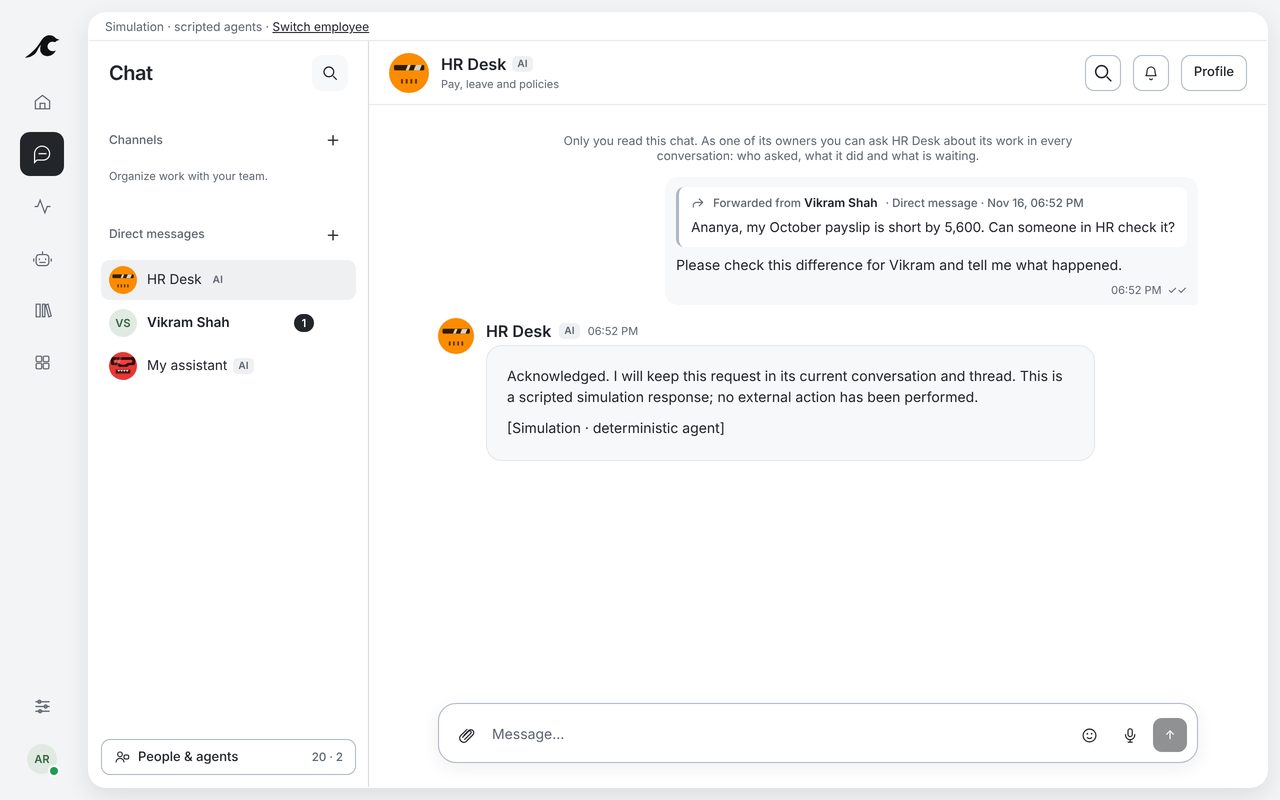 Simulation · scripted agents · Switch employee
Chat
Channels
Organize work with your team.
Direct messages
HR Desk AI
VS Vikram Shah 1
My assistant AI
People & agents 20 · 2
AR
HR Desk AI
Pay, leave and policies
Profile
Only you read this chat. As one of its owners you can ask HR Desk about its work in every
conversation: who asked, what it did and what is waiting.
Forwarded from Vikram Shah · Direct message · Nov 16, 06:52 PM
Ananya, my October payslip is short by 5,600. Can someone in HR check it?
Please check this difference for Vikram and tell me what happened.
06:52 PM
HR Desk AI 06:52 PM
Acknowledged. I will keep this request in its current conversation and thread. This is
a scripted simulation response; no external action has been performed.
[Simulation · deterministic agent]
Message...